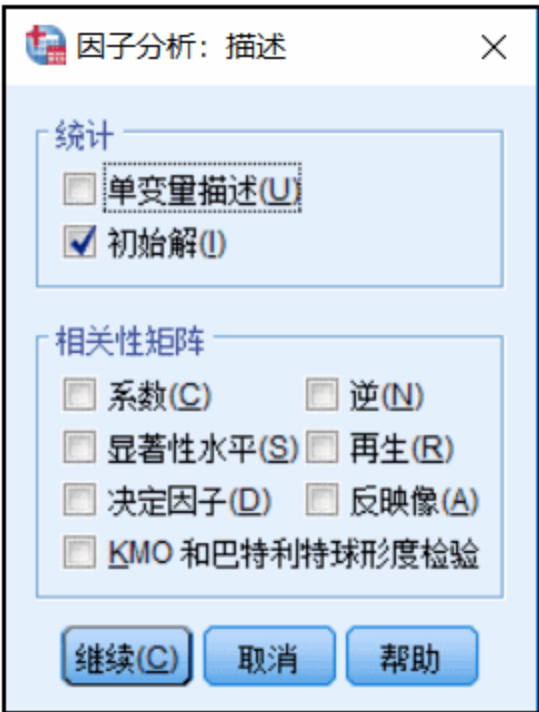 因子分析：描述
统计
单变量描述(U)
初始解(I)
相关性矩阵
系数(C) 逆(N)
显著性水平(S) 再生(R)
决定因子(D) 反映像(A)
KMO 和巴特利特球形度检验
继续(C) 取消 帮助